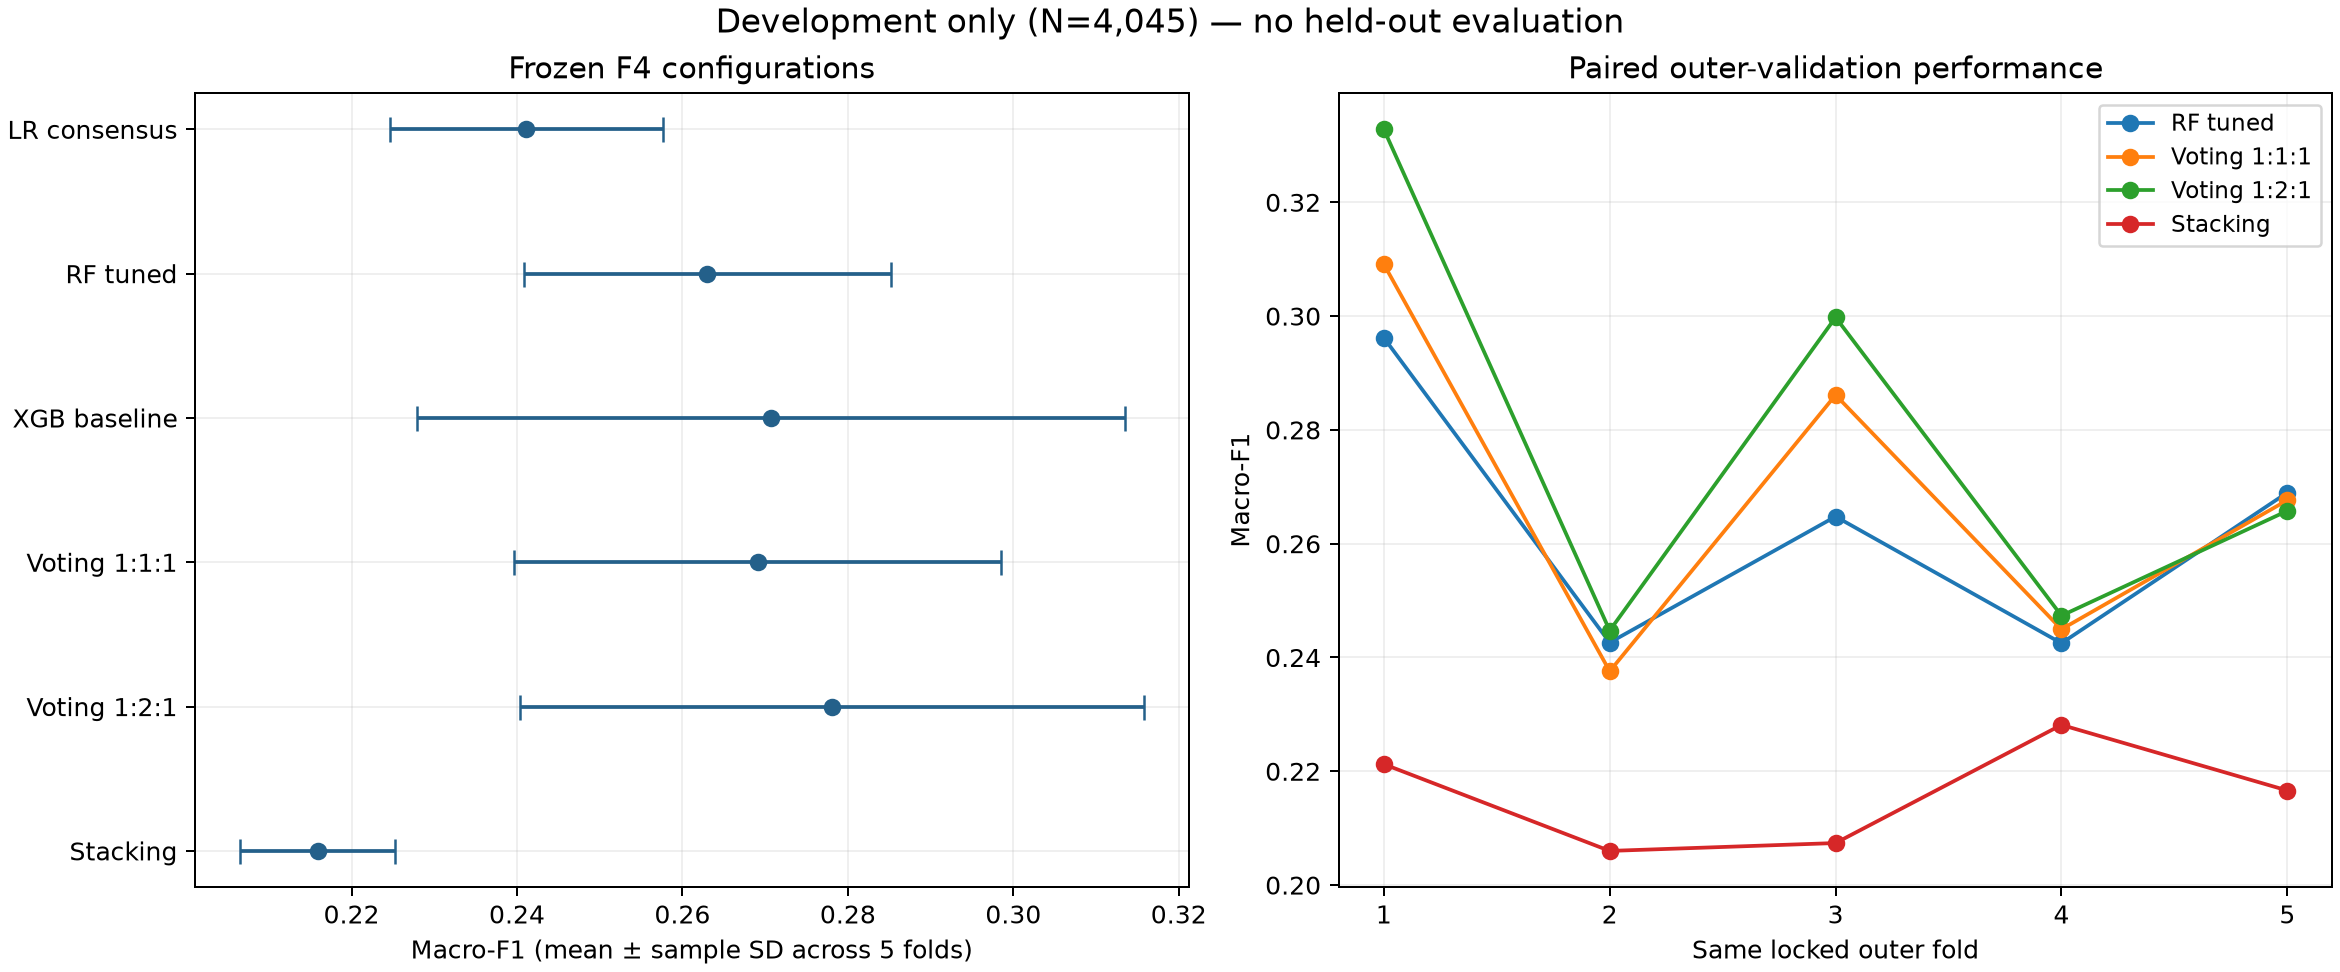 Development only (N=4,045) — no held-out evaluation
Frozen F4 configurations
LR consensus
RF tuned
XGB baseline
Voting 1:1:1
Voting 1:2:1
Stacking
0.22 0.24 0.26 0.28 0.30 0.32
Macro-F1 (mean ± sample SD across 5 folds)
Paired outer-validation performance
Macro-F1
0.32
0.30
0.28
0.26
0.24
0.22
0.20
RF tuned
Voting 1:1:1
Voting 1:2:1
Stacking
1 2 3 4 5
Same locked outer fold